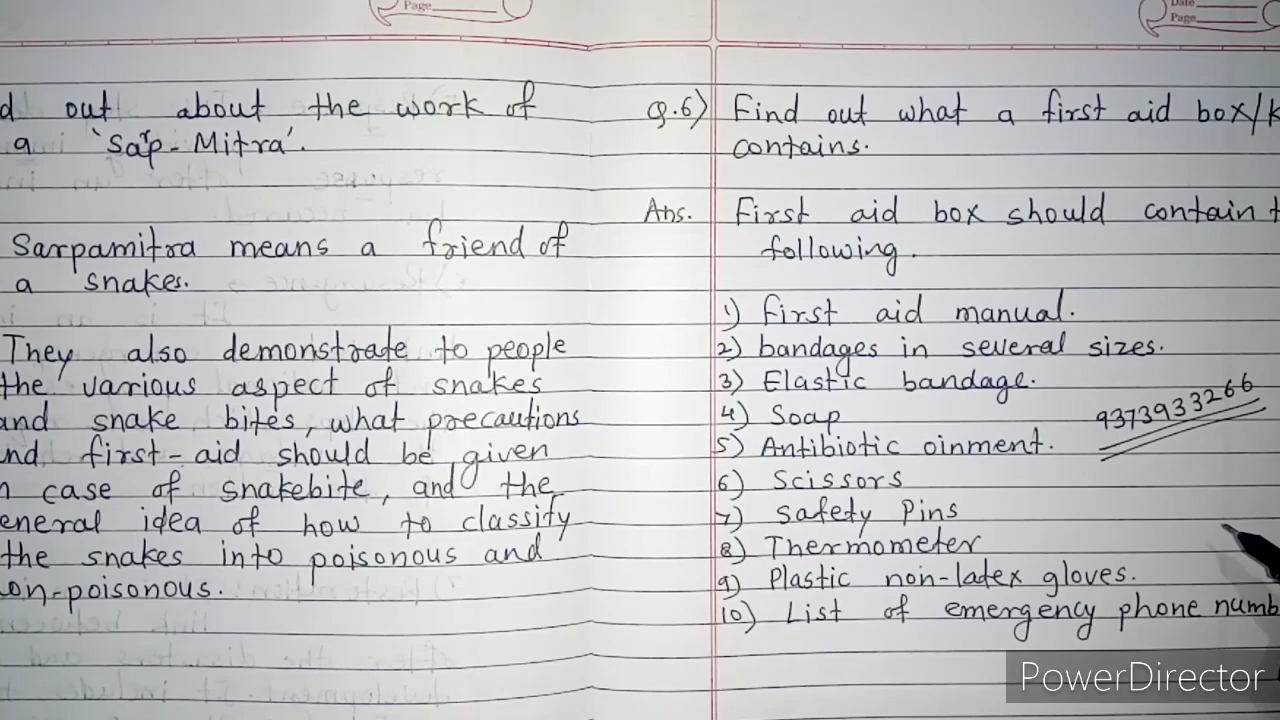 Page
d out about the work of
a 'Sarp-Mitra'.
Sarpamitra means a friend of
a snakes.
They also demonstrate to people
the various aspect of snakes
and snake bites, what precautions
nd first-aid should be given
n case of snakebite, and the
eneral idea of how to classify
the snakes into poisonous and
on-poisonous.
Date
Page
Q.6) Find out what a first aid box/k
contains.
Ans. First aid box should contain t
following.
1) first aid manual.
2) bandages in several sizes.
3) Elastic bandage.
4) Soap
5) Antibiotic oinment.
6) Scissors
7) Safety Pins
8) Thermometer
9) Plastic non-latex gloves.
10) List of emergency phone numb
9373933266
PowerDirector